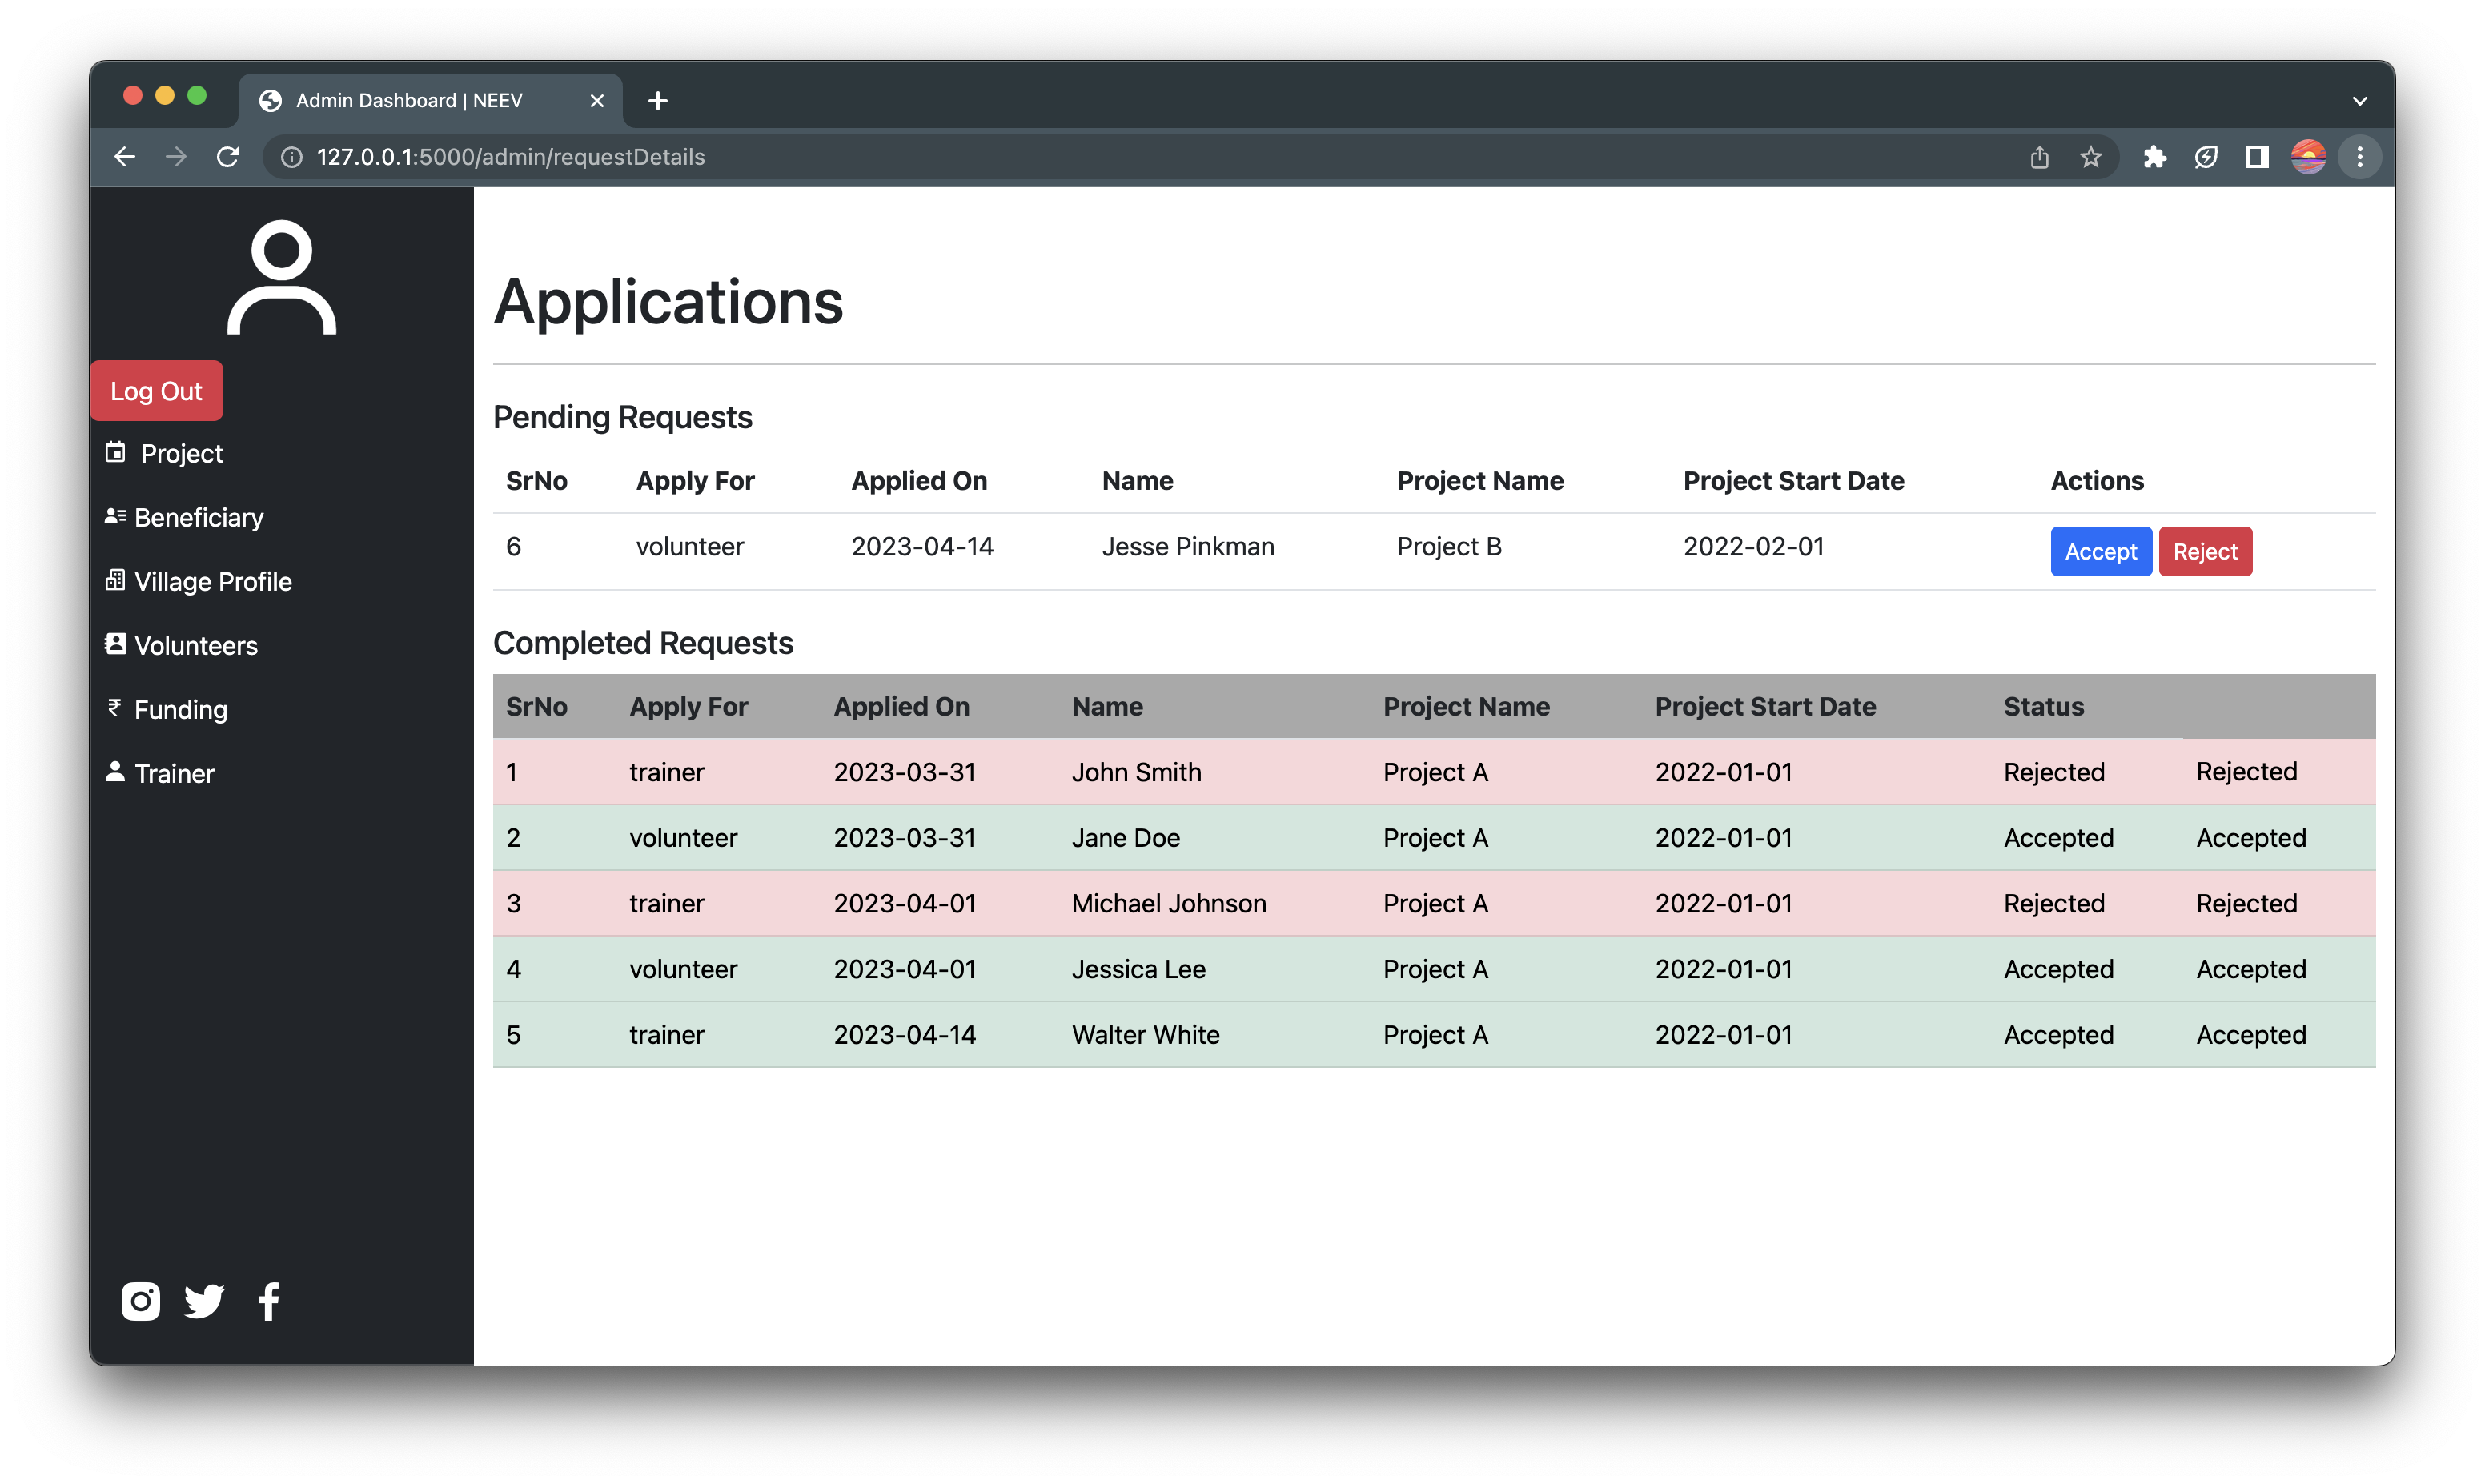 Admin Dashboard | NEEV
127.0.0.1:5000/admin/requestDetails
Log Out
Project
Beneficiary
Village Profile
Volunteers
₹ Funding
Trainer
Applications
Pending Requests
SrNo Apply For Applied On Name Project Name Project Start Date Actions
6 volunteer 2023-04-14 Jesse Pinkman Project B 2022-02-01 Accept Reject
Completed Requests
SrNo Apply For Applied On Name Project Name Project Start Date Status
1 trainer 2023-03-31 John Smith Project A 2022-01-01 Rejected Rejected
2 volunteer 2023-03-31 Jane Doe Project A 2022-01-01 Accepted Accepted
3 trainer 2023-04-01 Michael Johnson Project A 2022-01-01 Rejected Rejected
4 volunteer 2023-04-01 Jessica Lee Project A 2022-01-01 Accepted Accepted
5 trainer 2023-04-14 Walter White Project A 2022-01-01 Accepted Accepted